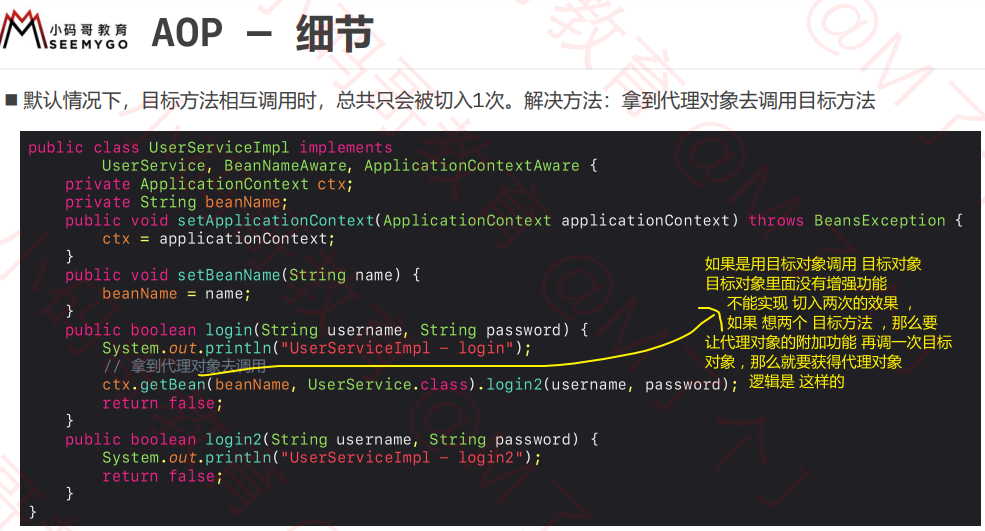 小码哥教育
SEEMYGO
AOP – 细节
■ 默认情况下，目标方法相互调用时，总共只会被切入1次。解决方法：拿到代理对象去调用目标方法
public class UserServiceImpl implements
UserService, BeanNameAware, ApplicationContextAware {
private ApplicationContext ctx;
private String beanName;
public void setApplicationContext(ApplicationContext applicationContext) throws BeansException {
ctx = applicationContext;
}
public void setBeanName(String name) {
beanName = name;
}
public boolean login(String username, String password) {
System.out.println("UserServiceImpl - login");
// 拿到代理对象去调用
ctx.getBean(beanName, UserService.class).login2(username, password);
return false;
}
public boolean login2(String username, String password) {
System.out.println("UserServiceImpl - login2");
return false;
}
}
如果是用目标对象调用 目标对象
目标对象里面没有增强功能
不能实现 切入两次的效果 ，
如果 想两个 目标方法 ，那么要
让代理对象的附加功能 再调一次目标
对象，那么就要获得代理对象
逻辑是 这样的